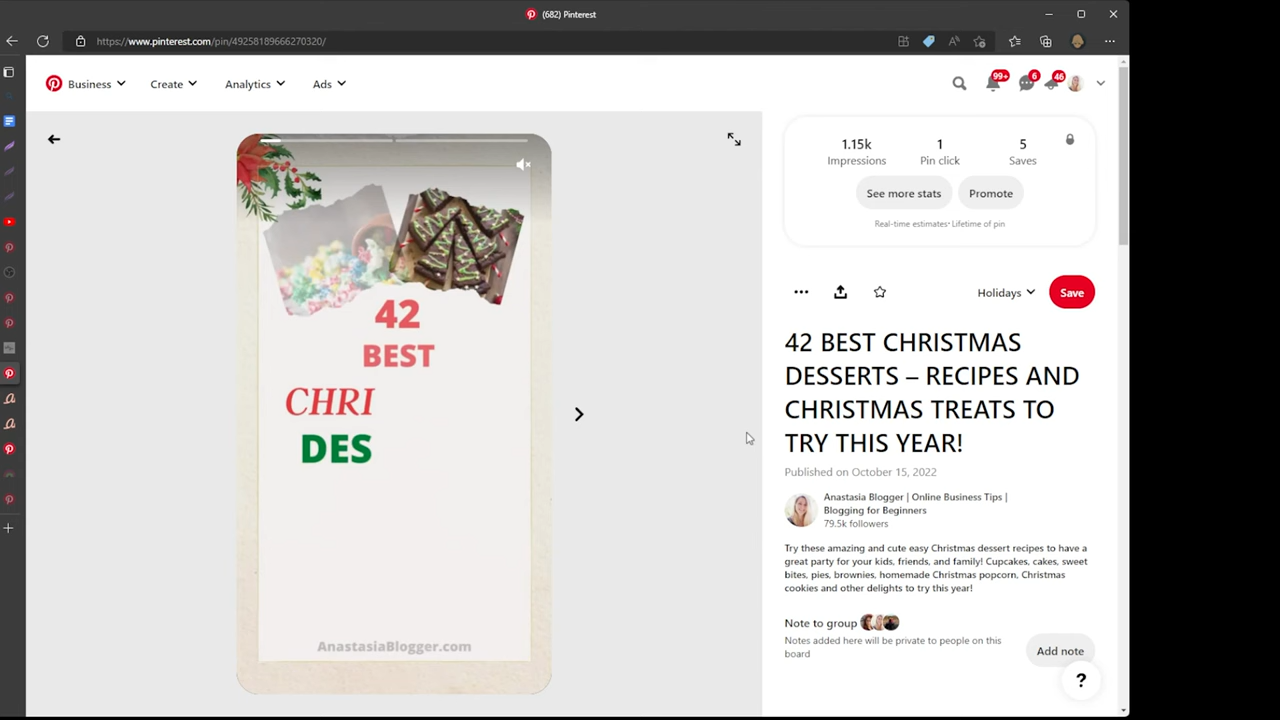 (682) Pinterest
https://www.pinterest.com/pin/49258189666270320/
Business
Create
Analytics
Ads
99+
6
46
42
BEST
CHRI
DES
AnastasiaBlogger.com
1.15k
Impressions
1
Pin click
5
Saves
See more stats
Promote
Real-time estimates• Lifetime of pin
Holidays
Save
42 BEST CHRISTMAS
DESSERTS – RECIPES AND
CHRISTMAS TREATS TO
TRY THIS YEAR!
Published on October 15, 2022
Anastasia Blogger | Online Business Tips |
Blogging for Beginners
79.5k followers
Try these amazing and cute easy Christmas dessert recipes to have a
great party for your kids, friends, and family! Cupcakes, cakes, sweet
bites, pies, brownies, homemade Christmas popcorn, Christmas
cookies and other delights to try this year!
Note to group
Notes added here will be private to people on this
board
Add note
?